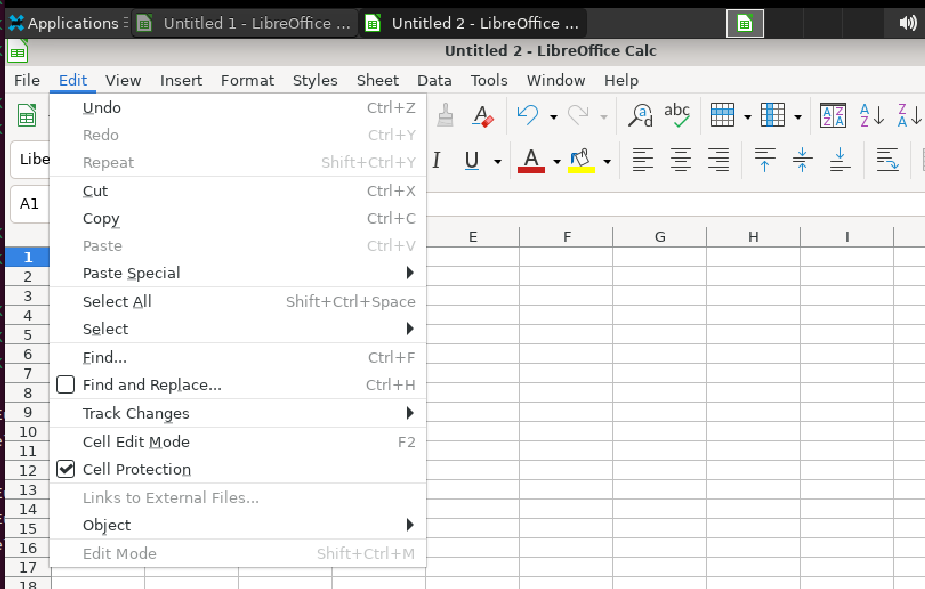 Applications
Untitled 1 - LibreOffice ...
Untitled 2 - LibreOffice ...
Untitled 2 - LibreOffice Calc
File Edit View Insert Format Styles Sheet Data Tools Window Help
Undo Ctrl+Z
Redo Ctrl+Y
Repeat Shift+Ctrl+Y
Cut Ctrl+X
Copy Ctrl+C
Paste Ctrl+V
Paste Special
Select All Shift+Ctrl+Space
Select
Find... Ctrl+F
Find and Replace... Ctrl+H
Track Changes
Cell Edit Mode F2
Cell Protection
Links to External Files...
Object
Edit Mode Shift+Ctrl+M
abc
Libe
I U A
A1
E F G H I
1
2
3
4
5
6
7
8
9
10
11
12
13
14
15
16
17
18